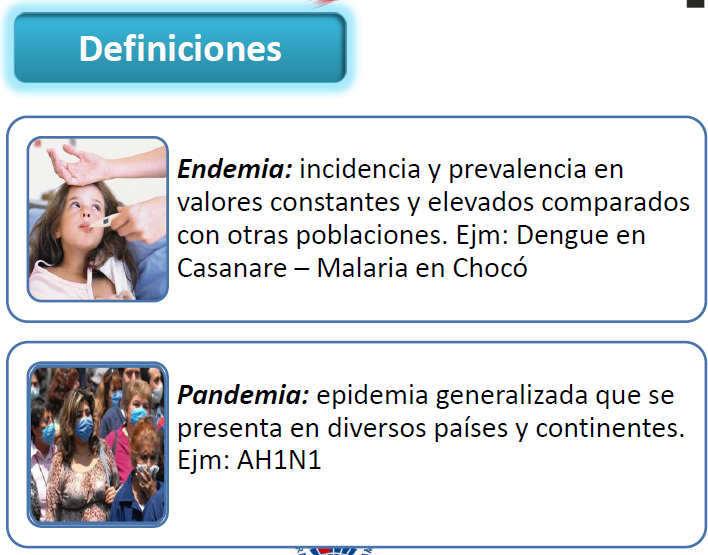 Definiciones
Endemia: incidencia y prevalencia en
valores constantes y elevados comparados
con otras poblaciones. Ejm: Dengue en
Casanare – Malaria en Chocó
Pandemia: epidemia generalizada que se
presenta en diversos países y continentes.
Ejm: AH1N1